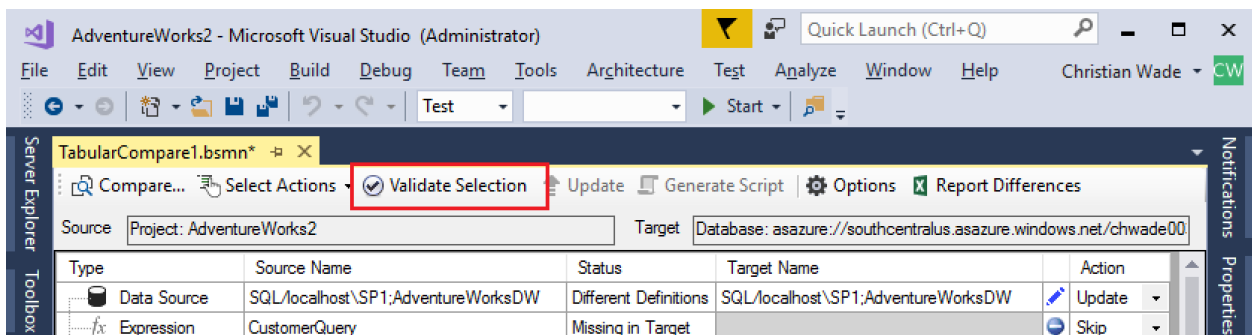 AdventureWorks2 - Microsoft Visual Studio (Administrator)
Quick Launch (Ctrl+Q)
File Edit View Project Build Debug Team Tools Architecture Test Analyze Window Help Christian Wade CW
Test Start
Server Explorer
Toolbox
TabularCompare1.bsmn*
Compare... Select Actions Validate Selection Update Generate Script Options Report Differences
Source Project: AdventureWorks2 Target Database: asazure://southcentralus.asazure.windows.net/chwade00
Type Source Name Status Target Name Action
Data Source SQL/localhost\SP1;AdventureWorksDW Different Definitions SQL/localhost\SP1;AdventureWorksDW Update
fx Expression CustomerQuery Missing in Target Skip
Notifications
Properties